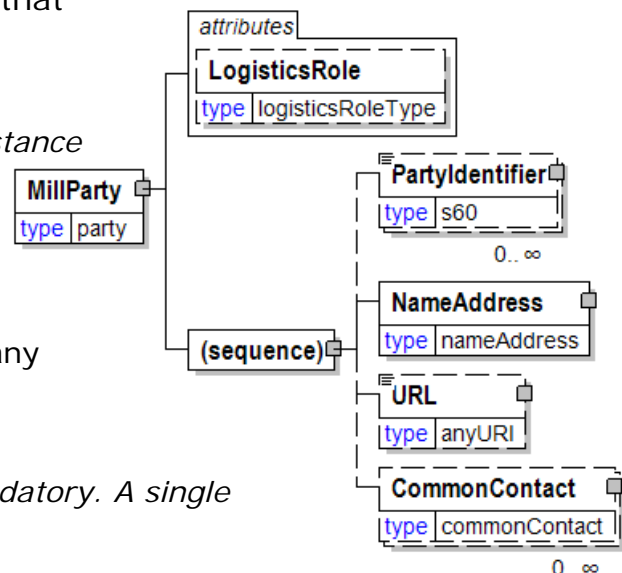 that
attributes
LogisticsRole
type logisticsRoleType
stance
MillParty
type party
PartyIdentifier
type s60
0.. ∞
NameAddress
type nameAddress
any
(sequence)
URL
type anyURI
datory. A single
CommonContact
type commonContact
0.. ∞